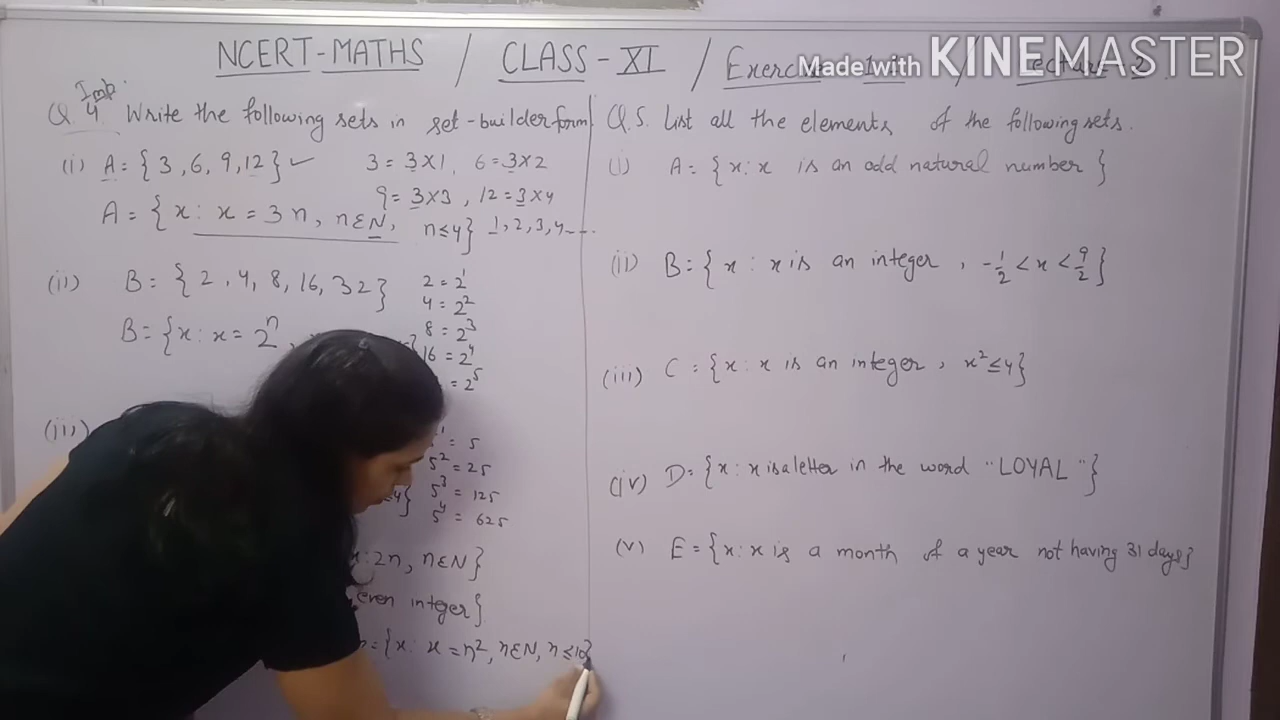 NCERT-MATHS / CLASS-XI / Exercise
Made with KINEMASTER
Imp.
Q.4 Write the following sets in set-builder form
(i) A = {3, 6, 9, 12} ✓ 3 = 3×1, 6 = 3×2
9 = 3×3, 12 = 3×4
A = {x: x = 3n, n∈N, n≤4} 1, 2, 3, 4....
(ii) B = {2, 4, 8, 16, 32} 2 = 2¹
4 = 2²
B = {x: x = 2ⁿ, 8 = 2³
16 = 2⁴
= 2⁵
(iii)
= 5
5² = 25
≤4} 5³ = 125
5⁴ = 625
x: 2n, n∈N}
even integer}
= {x: x = n², n∈N, n≤10}
Q.5. List all the elements of the following sets.
(i) A = {x: x is an odd natural number}
(ii) B = {x: x is an integer, -1/2 < x < 9/2}
(iii) C = {x: x is an integer, x² ≤ 4}
(iv) D = {x: x is a letter in the word "LOYAL"}
(v) E = {x: x is a month of a year not having 31 days}